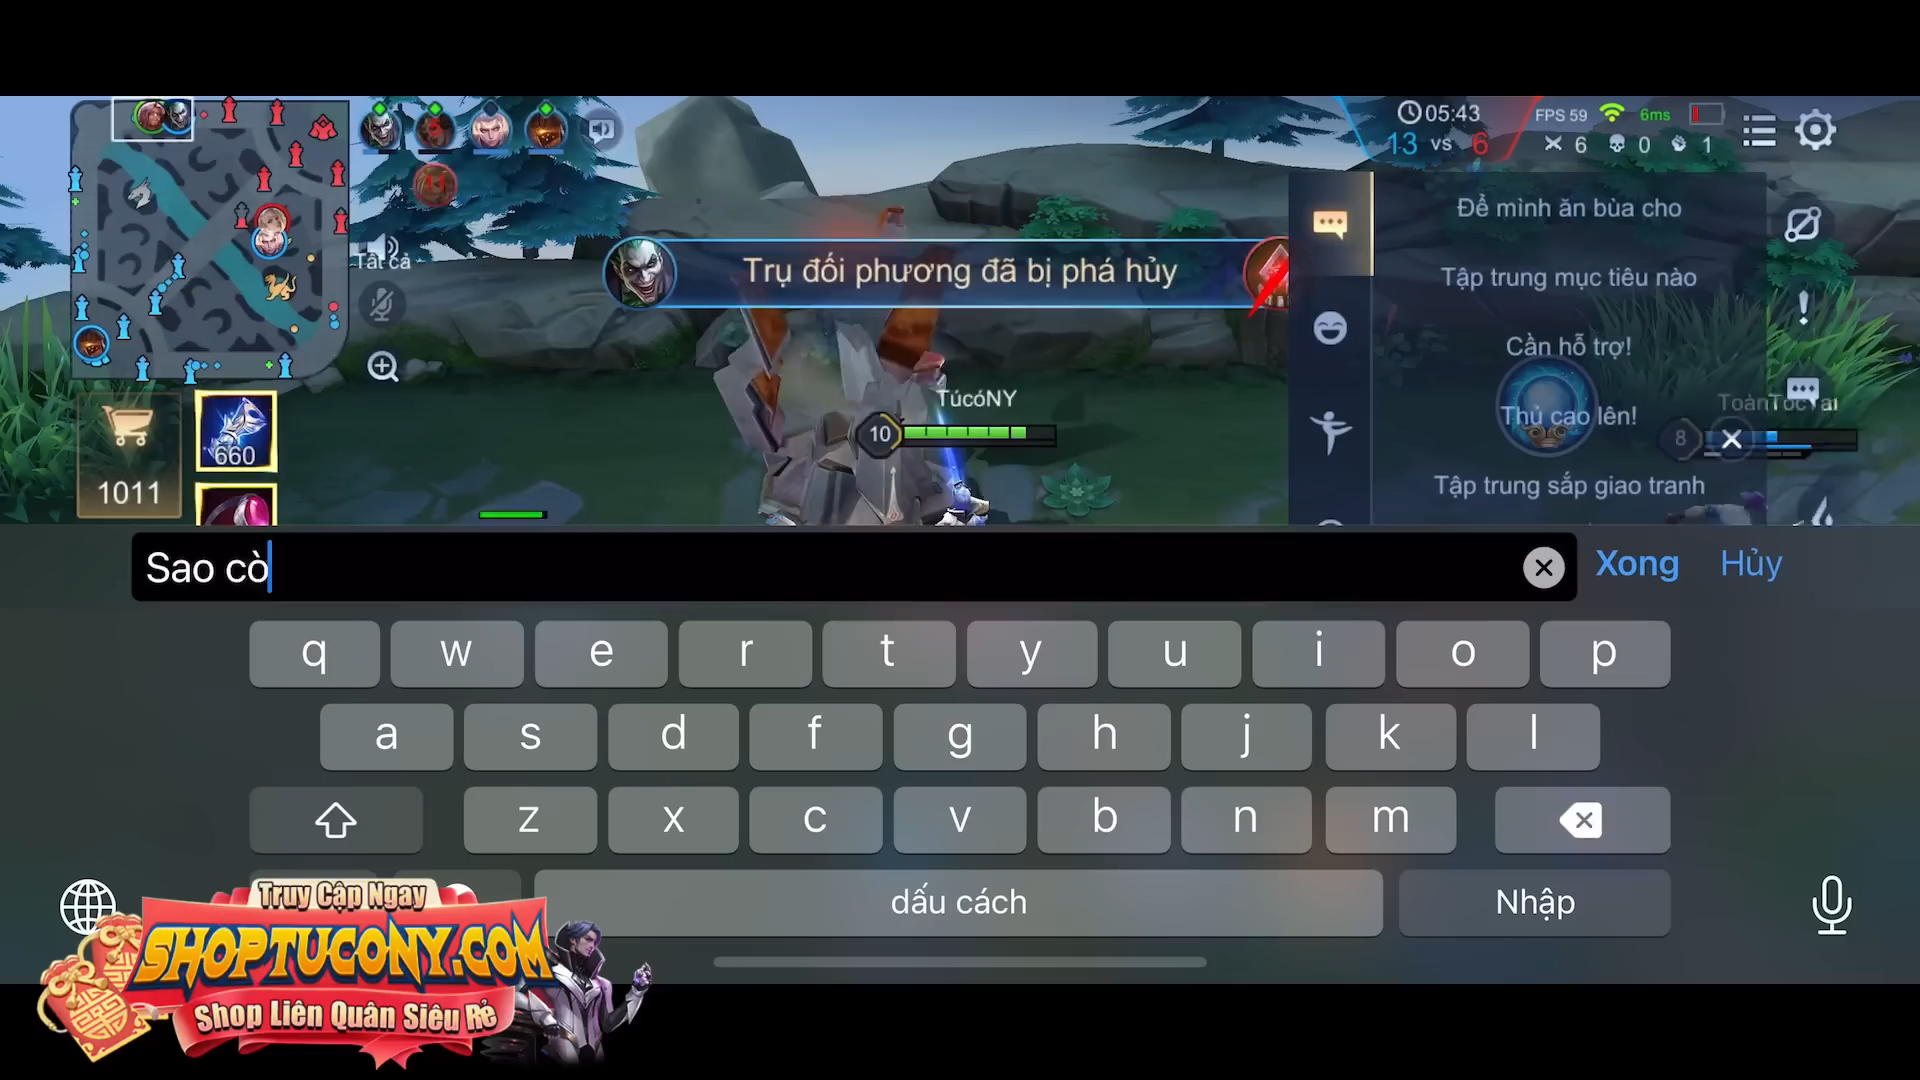 05:43
13 vs 6
FPS 59
6ms
6 0 1
11
Tất cả
Trụ đối phương đã bị phá hủy
Để mình ăn bùa cho
Tập trung mục tiêu nào
Cần hỗ trợ!
Thủ cao lên!
Tập trung sắp giao tranh
TúcóNY
10
ToànTócTai
8
660
1011
Sao cò
Xong
Hủy
q w e r t y u i o p
a s d f g h j k l
z x c v b n m
dấu cách
Nhập
Truy Cập Ngay
SHOPTUCONY.COM
Shop Liên Quân Siêu Rẻ